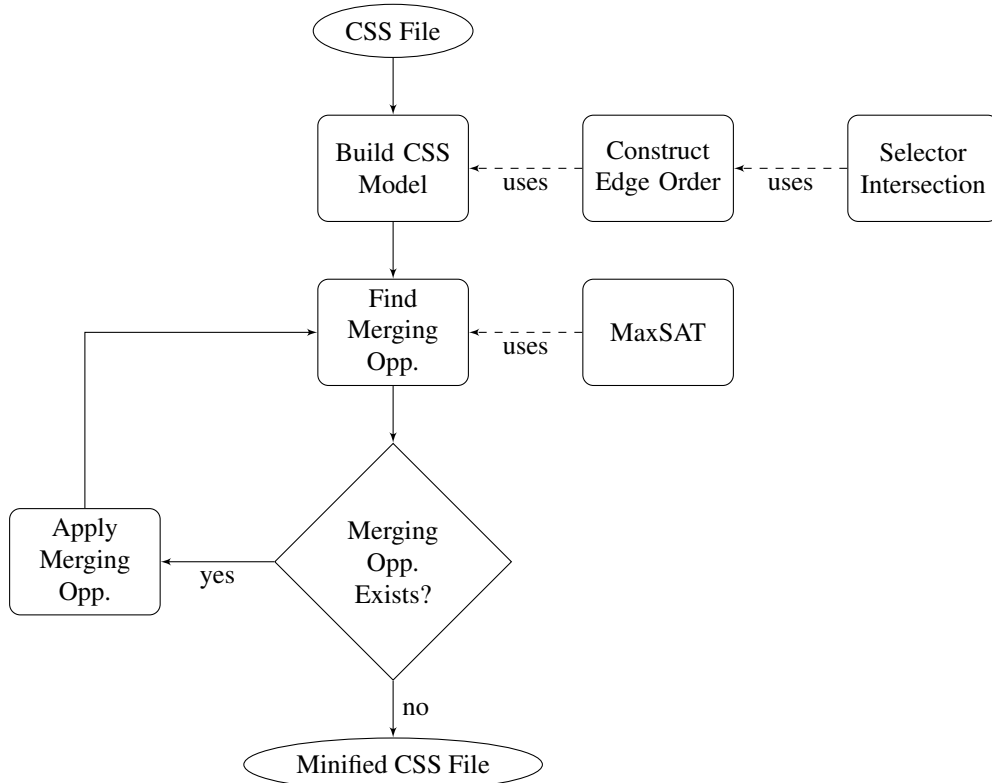 CSS File
Build CSS
Model
uses
Construct
Edge Order
uses
Selector
Intersection
Find
Merging
Opp.
uses
MaxSAT
Apply
Merging
Opp.
yes
Merging
Opp.
Exists?
no
Minified CSS File